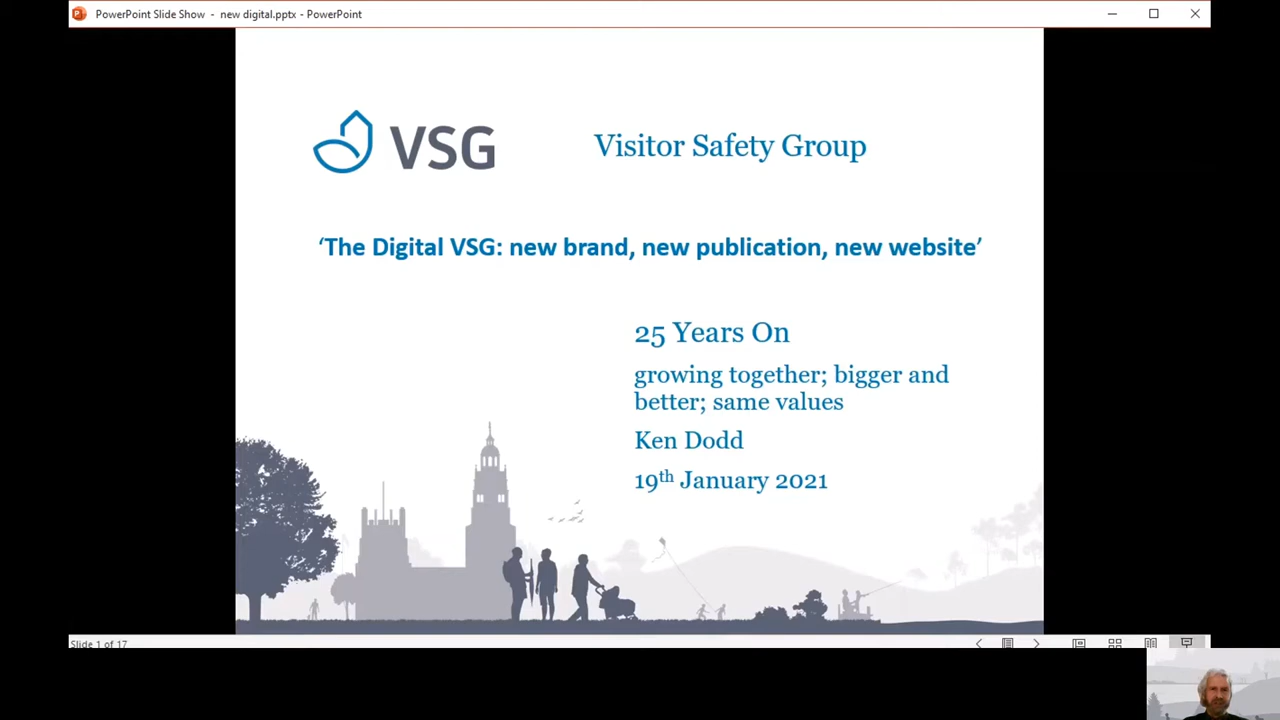 PowerPoint Slide Show - new digital.pptx - PowerPoint
VSG
Visitor Safety Group
‘The Digital VSG: new brand, new publication, new website’
25 Years On
growing together; bigger and
better; same values
Ken Dodd
19th January 2021
Slide 1 of 17